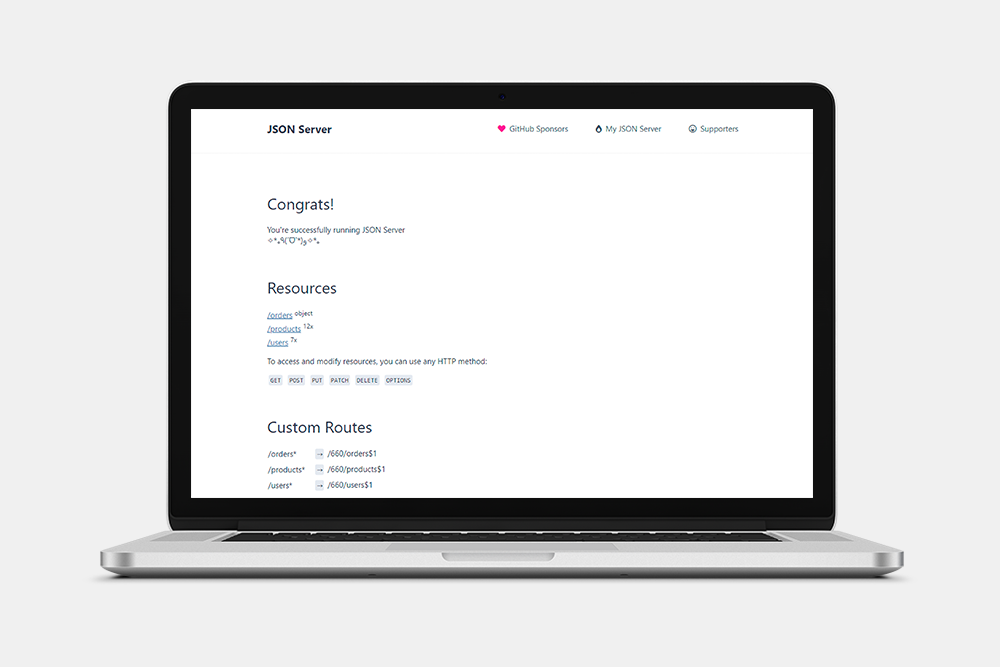 JSON Server
GitHub Sponsors
My JSON Server
Supporters
Congrats!
You're successfully running JSON Server
✧*｡٩(ˊᗜˋ*)و✧*｡
Resources
/orders object
/products 12x
/users 7x
To access and modify resources, you can use any HTTP method:
GET POST PUT PATCH DELETE OPTIONS
Custom Routes
/orders* → /660/orders$1
/products* → /660/products$1
/users* → /660/users$1